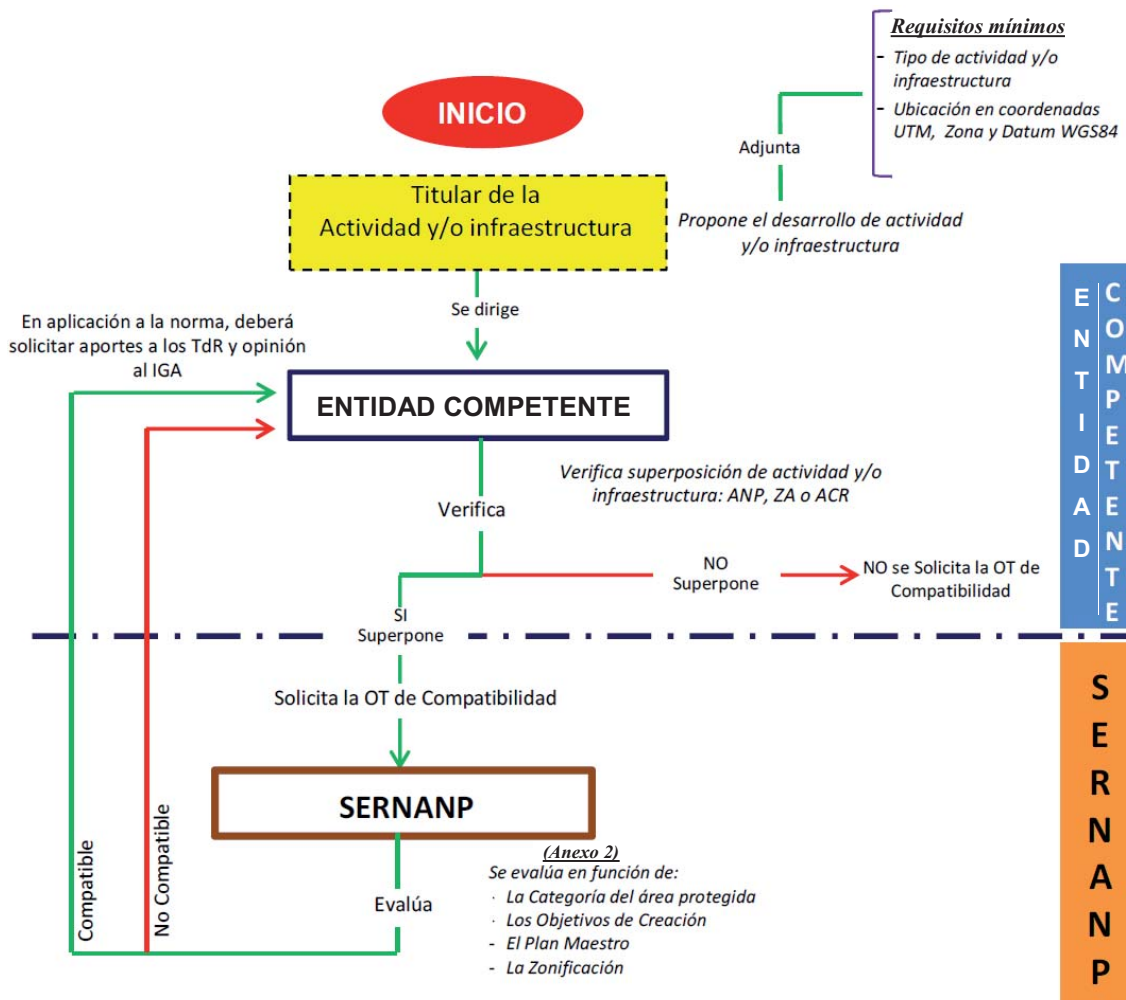 Requisitos mínimos
- Tipo de actividad y/o
infraestructura
- Ubicación en coordenadas
UTM, Zona y Datum WGS84
INICIO
Adjunta
Titular de la
Actividad y/o infraestructura
Propone el desarrollo de actividad
y/o infraestructura
Se dirige
En aplicación a la norma, deberá
solicitar aportes a los TdR y opinión
al IGA
ENTIDAD COMPETENTE
ENTIDAD
COMPETENTE
Verifica superposición de actividad y/o
infraestructura: ANP, ZA o ACR
Verifica
NO
Superpone
NO se Solicita la OT de
Compatibilidad
SI
Superpone
Solicita la OT de Compatibilidad
SERNANP
SERNANP
Compatible
No Compatible
Evalúa
(Anexo 2)
Se evalúa en función de:
· La Categoría del área protegida
· Los Objetivos de Creación
- El Plan Maestro
- La Zonificación